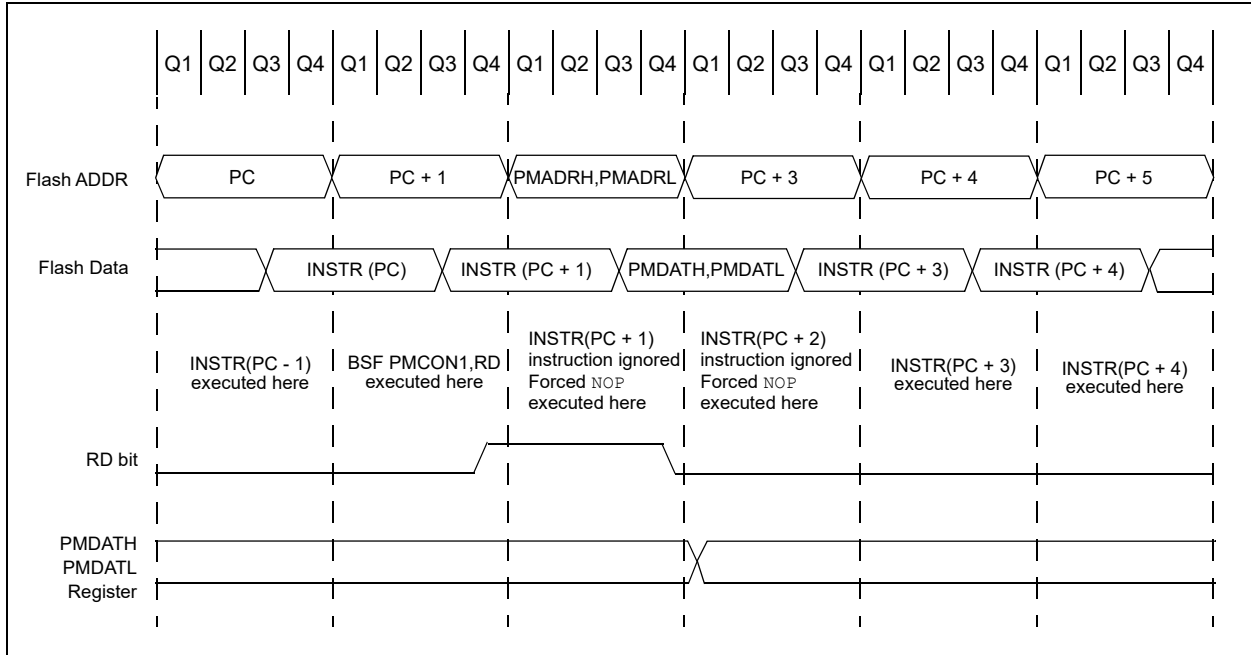 Q1 Q2 Q3 Q4 Q1 Q2 Q3 Q4 Q1 Q2 Q3 Q4 Q1 Q2 Q3 Q4 Q1 Q2 Q3 Q4 Q1 Q2 Q3 Q4
Flash ADDR PC PC + 1 PMADRH,PMADRL PC + 3 PC + 4 PC + 5
Flash Data INSTR (PC) INSTR (PC + 1) PMDATH,PMDATL INSTR (PC + 3) INSTR (PC + 4)
INSTR(PC - 1)
executed here
BSF PMCON1,RD
executed here
INSTR(PC + 1)
instruction ignored
Forced NOP
executed here
INSTR(PC + 2)
instruction ignored
Forced NOP
executed here
INSTR(PC + 3)
executed here
INSTR(PC + 4)
executed here
RD bit
PMDATH
PMDATL
Register